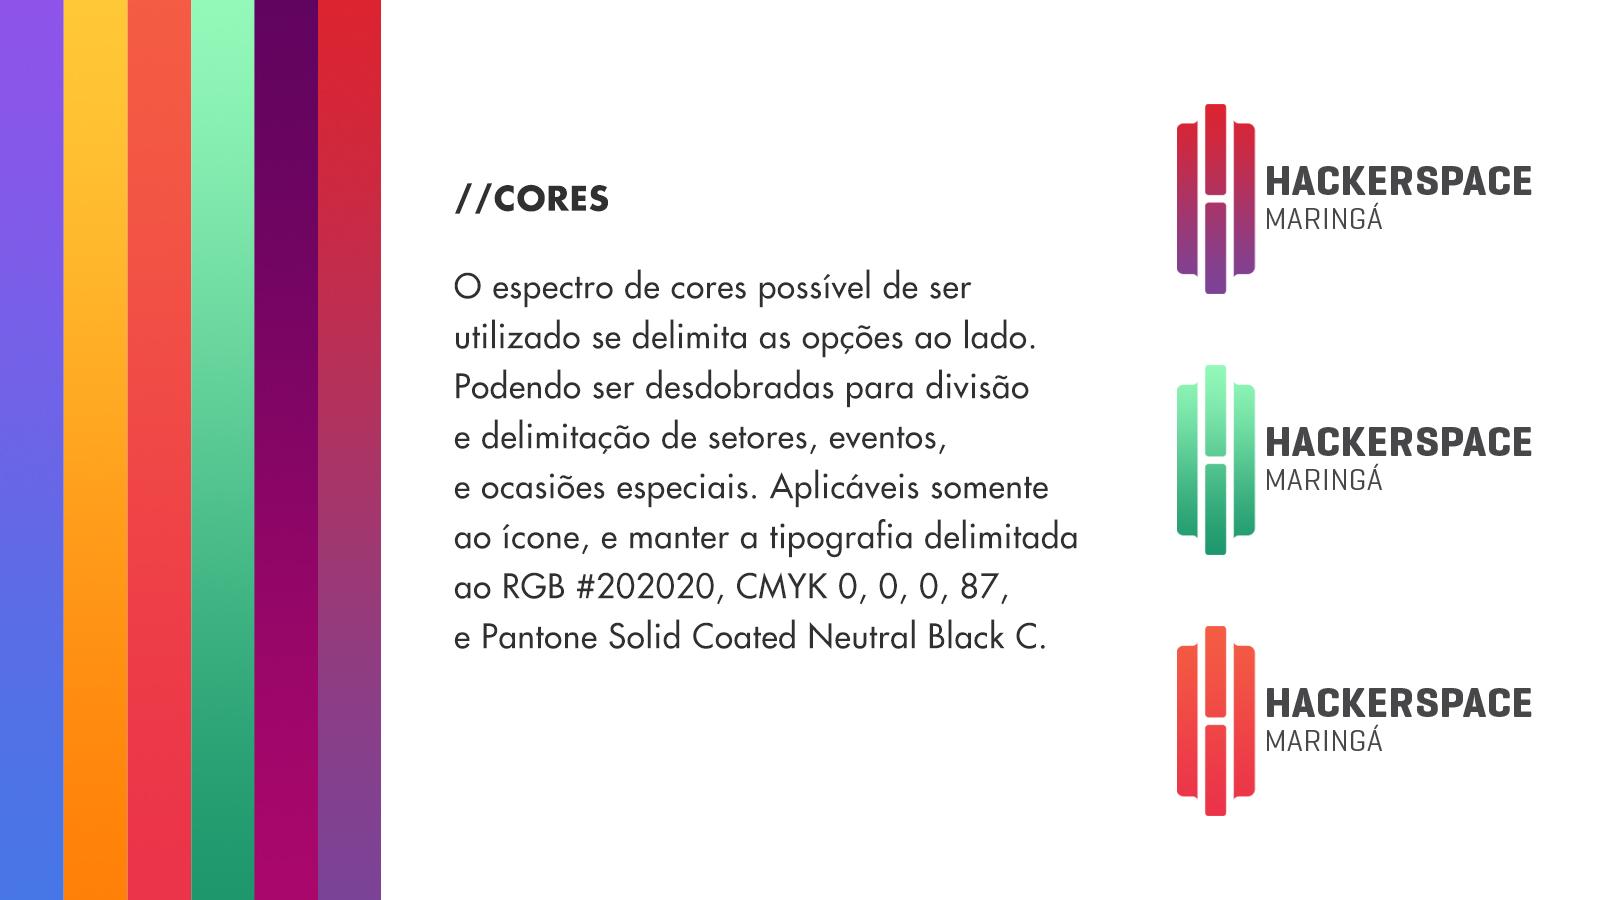 //CORES
O espectro de cores possível de ser
utilizado se delimita as opções ao lado.
Podendo ser desdobradas para divisão
e delimitação de setores, eventos,
e ocasiões especiais. Aplicáveis somente
ao ícone, e manter a tipografia delimitada
ao RGB #202020, CMYK 0, 0, 0, 87,
e Pantone Solid Coated Neutral Black C.
HACKERSPACE
MARINGÁ
HACKERSPACE
MARINGÁ
HACKERSPACE
MARINGÁ